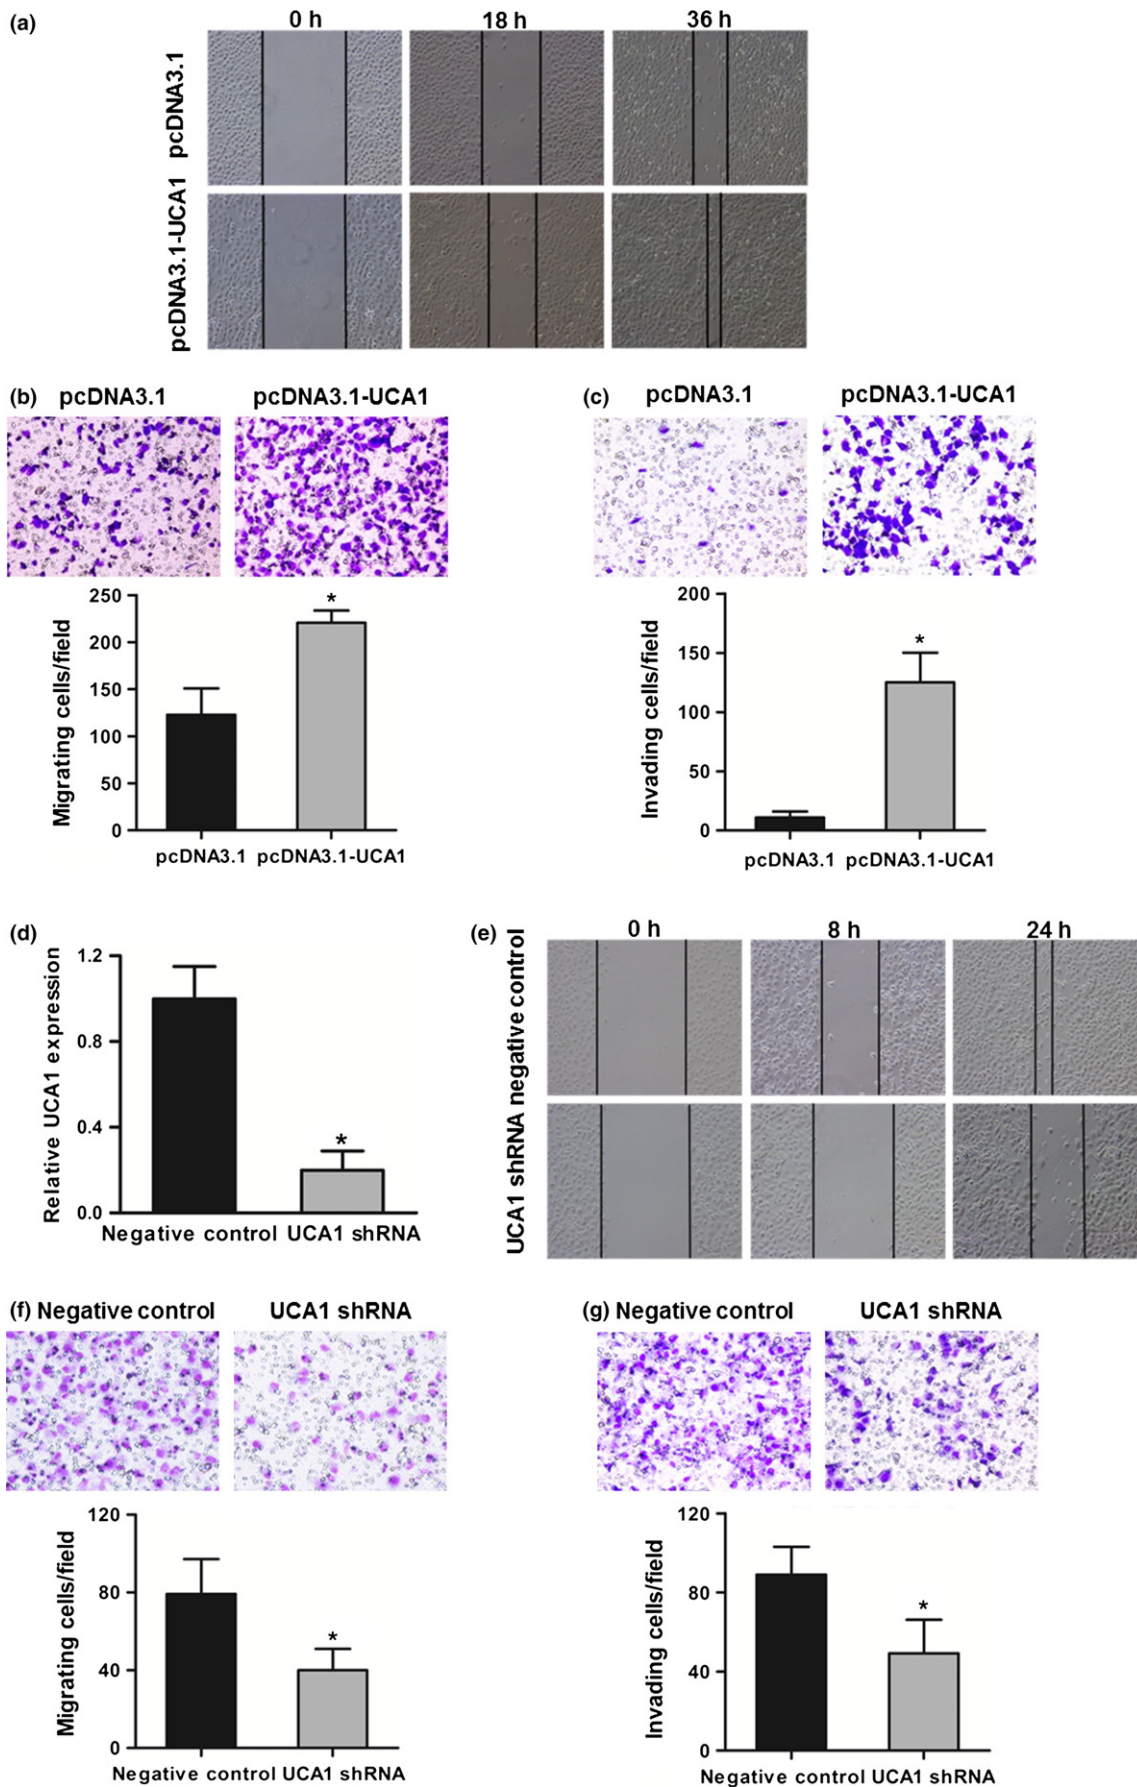 (a)
0 h 18 h 36 h
pcDNA3.1
pcDNA3.1-UCA1
(b) pcDNA3.1 pcDNA3.1-UCA1
250
200
150
100
50
0
Migrating cells/field
*
pcDNA3.1 pcDNA3.1-UCA1
(c) pcDNA3.1 pcDNA3.1-UCA1
200
150
100
50
0
Invading cells/field
*
pcDNA3.1 pcDNA3.1-UCA1
(d)
1.2
0.8
0.4
0.0
Relative UCA1 expression
*
Negative control UCA1 shRNA
(e)
0 h 8 h 24 h
UCA1 shRNA negative control
(f) Negative control UCA1 shRNA
120
80
40
0
Migrating cells/field
*
Negative control UCA1 shRNA
(g) Negative control UCA1 shRNA
120
80
40
0
Invading cells/field
*
Negative control UCA1 shRNA